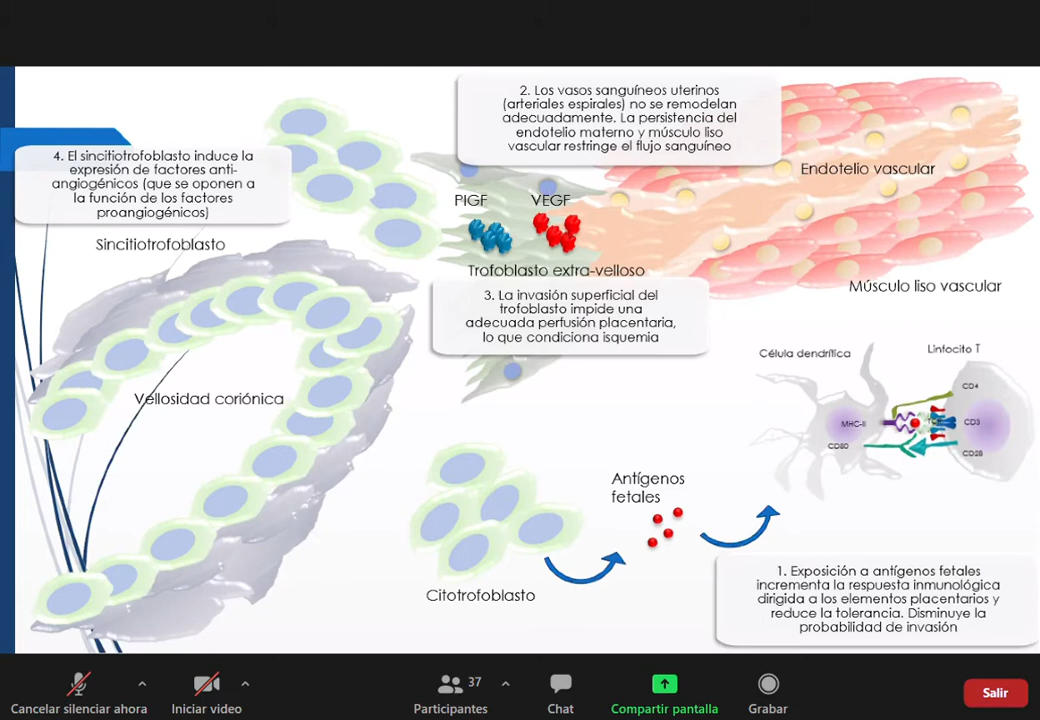 2. Los vasos sanguíneos uterinos
(arteriales espirales) no se remodelan
adecuadamente. La persistencia del
endotelio materno y músculo liso
vascular restringe el flujo sanguíneo
4. El sincitiotrofoblasto induce la
expresión de factores anti-
angiogénicos (que se oponen a
la función de los factores
proangiogénicos)
Endotelio vascular
PlGF
VEGF
Sincitiotrofoblasto
Trofoblasto extra-velloso
Músculo liso vascular
3. La invasión superficial del
trofoblasto impide una
adecuada perfusión placentaria,
lo que condiciona isquemia
Célula dendrítica
Linfocito T
Vellosidad coriónica
CD4
MHC-II
CD3
CD80
CD28
Antígenos
fetales
Citotrofoblasto
1. Exposición a antígenos fetales
incrementa la respuesta inmunológica
dirigida a los elementos placentarios y
reduce la tolerancia. Disminuye la
probabilidad de invasión
Cancelar silenciar ahora
Iniciar video
37
Participantes
Chat
Compartir pantalla
Grabar
Salir